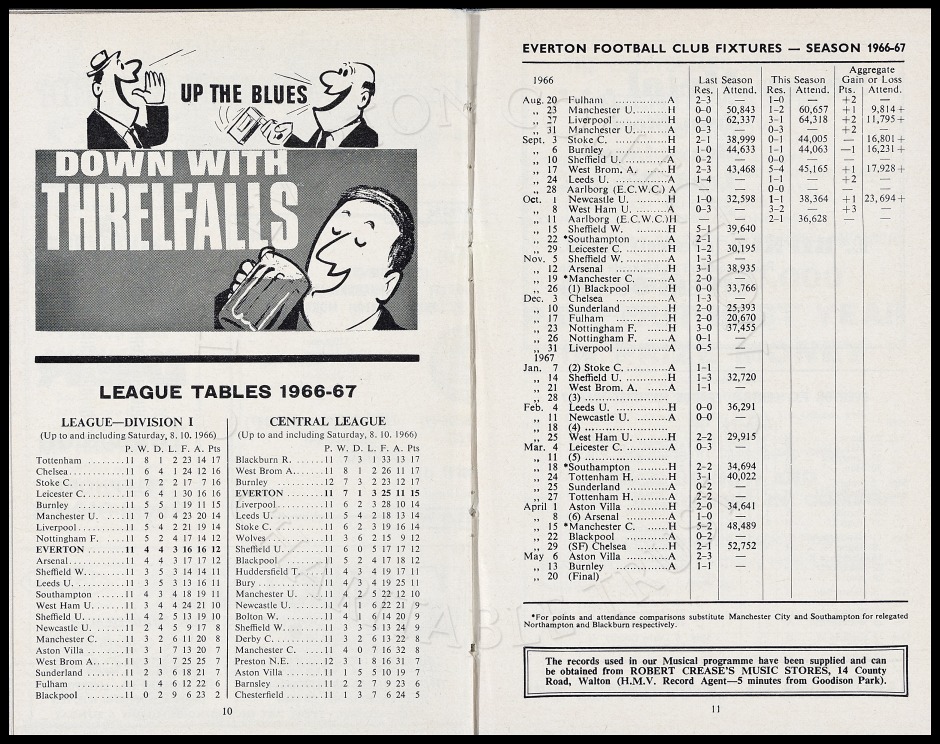 UP THE BLUES
DOWN WITH
THRELFALLS
LEAGUE TABLES 1966-67
LEAGUE—DIVISION I
(Up to and including Saturday, 8. 10. 1966)
P. W. D. L. F. A. Pts
Tottenham 11 8 1 2 23 14 17
Chelsea 11 6 4 1 24 12 16
Stoke C. 11 7 2 2 17 7 16
Leicester C. 11 6 4 1 30 16 16
Burnley 11 5 5 1 19 11 15
Manchester U. 11 7 0 4 23 20 14
Liverpool 11 5 4 2 21 19 14
Nottingham F. 11 5 2 4 17 14 12
EVERTON 11 4 4 3 16 16 12
Arsenal 11 4 4 3 17 17 12
Sheffield W. 11 3 5 3 14 14 11
Leeds U. 11 3 5 3 13 16 11
Southampton 11 4 3 4 18 19 11
West Ham U. 11 3 4 4 24 21 10
Sheffield U. 11 4 2 5 13 19 10
Newcastle U. 11 2 4 5 9 17 8
Manchester C. 11 3 2 6 11 20 8
Aston Villa 11 3 1 7 13 20 7
West Brom A. 11 3 1 7 25 25 7
Sunderland 11 2 3 6 18 21 7
Fulham 11 1 4 6 12 22 6
Blackpool 11 0 2 9 6 23 2
CENTRAL LEAGUE
(Up to and including Saturday, 8. 10. 1966)
P. W. D. L. F. A. Pts
Blackburn R. 11 7 3 1 33 13 17
West Brom A. 11 8 1 2 26 11 17
Burnley 12 7 3 2 23 12 17
EVERTON 11 7 1 3 25 11 15
Liverpool 11 6 2 3 28 10 14
Leeds U. 11 5 4 2 18 13 14
Stoke C. 11 6 2 3 19 16 14
Wolves 11 3 6 2 15 9 12
Sheffield U. 11 6 0 5 17 17 12
Blackpool 11 5 2 4 17 18 12
Huddersfield T. 11 4 3 4 19 17 11
Bury 11 4 3 4 19 25 11
Manchester U. 11 4 2 5 22 12 10
Newcastle U. 11 4 1 6 22 21 9
Bolton W. 11 4 1 6 14 20 9
Sheffield W. 11 3 3 5 13 24 9
Derby C. 11 3 2 6 13 22 8
Manchester C. 11 4 0 7 16 32 8
Preston N.E. 12 3 1 8 16 31 7
Aston Villa 11 1 5 5 10 19 7
Barnsley 11 2 2 7 9 23 6
Chesterfield 11 1 3 7 6 24 5
10
EVERTON FOOTBALL CLUB FIXTURES — SEASON 1966-67
Aggregate
1966 Last Season This Season Gain or Loss
Res. Attend. Res. Attend. Pts. Attend.
Aug. 20 Fulham A 2-3 — 1-0 — +2 —
,, 23 Manchester U. H 0-0 50,843 1-2 60,657 +1 9,814+
,, 27 Liverpool H 0-0 62,337 3-1 64,318 +2 11,795+
,, 31 Manchester U. A 0-3 — 0-3 — +2 —
Sept. 3 Stoke C. H 2-1 38,999 0-1 44,005 — 16,801+
,, 6 Burnley H 1-0 44,633 1-1 44,063 —1 16,231+
,, 10 Sheffield U. A 0-2 — 0-0 — — —
,, 17 West Brom. A. H 2-3 43,468 5-4 45,165 +1 17,928+
,, 24 Leeds U. A 1-4 — 1-1 — +2 —
,, 28 Aarlborg (E.C.W.C.) A — — 0-0 — — —
Oct. 1 Newcastle U. H 1-0 32,598 1-1 38,364 +1 23,694+
,, 8 West Ham U. A 0-3 — 3-2 — +3 —
,, 11 Aarlborg (E.C.W.C.)H — — 2-1 36,628 — —
,, 15 Sheffield W. H 5-1 39,640
,, 22 *Southampton A 2-1 —
,, 29 Leicester C. H 1-2 30,195
Nov. 5 Sheffield W. A 1-3 —
,, 12 Arsenal H 3-1 38,935
,, 19 *Manchester C. A 2-0 —
,, 26 (1) Blackpool H 0-0 33,766
Dec. 3 Chelsea A 1-3 —
,, 10 Sunderland H 2-0 25,393
,, 17 Fulham H 2-0 20,670
,, 23 Nottingham F. H 3-0 37,455
,, 26 Nottingham F. A 0-1 —
,, 31 Liverpool A 0-5 —
1967
Jan. 7 (2) Stoke C. A 1-1 —
,, 14 Sheffield U. H 1-3 32,720
,, 21 West Brom. A. A 1-1 —
,, 28 (3)
Feb. 4 Leeds U. H 0-0 36,291
,, 11 Newcastle U. A 0-0 —
,, 18 (4)
,, 25 West Ham U. H 2-2 29,915
Mar. 4 Leicester C. A 0-3 —
,, 11 (5)
,, 18 *Southampton H 2-2 34,694
,, 24 Tottenham H. H 3-1 40,022
,, 25 Sunderland A 0-2 —
,, 27 Tottenham H. A 2-2 —
April 1 Aston Villa H 2-0 34,641
,, 8 (6) Arsenal A 1-0 —
,, 15 *Manchester C. H 5-2 48,489
,, 22 Blackpool A 0-2 —
,, 29 (SF) Chelsea H 2-1 52,752
May 6 Aston Villa A 2-3 —
,, 13 Burnley A 1-1 —
,, 20 (Final)
*For points and attendance comparisons substitute Manchester City and Southampton for relegated
Northampton and Blackburn respectively.
The records used in our Musical programme have been supplied and can
be obtained from ROBERT CREASE'S MUSIC STORES, 14 County
Road, Walton (H.M.V. Record Agent—5 minutes from Goodison Park).
11